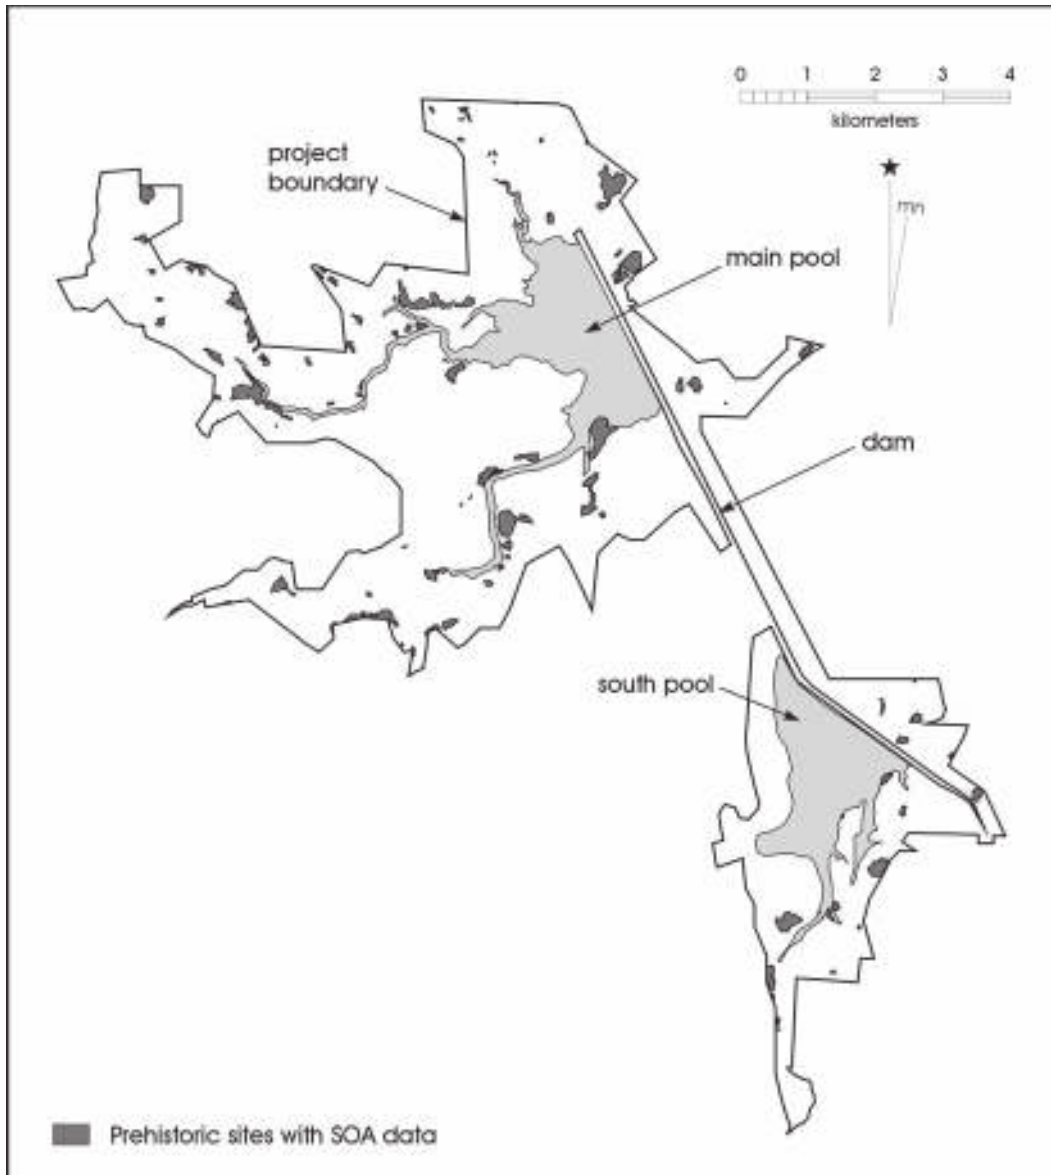 0 1 2 3 4
kilometers
project
boundary
mn
main pool
dam
south pool
Prehistoric sites with SOA data